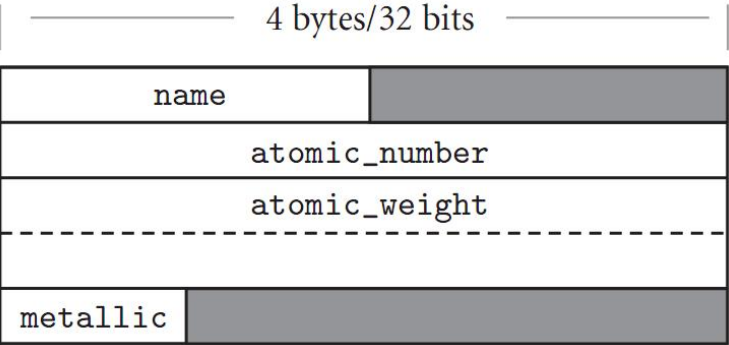 4 bytes/32 bits
name
atomic_number
atomic_weight
metallic